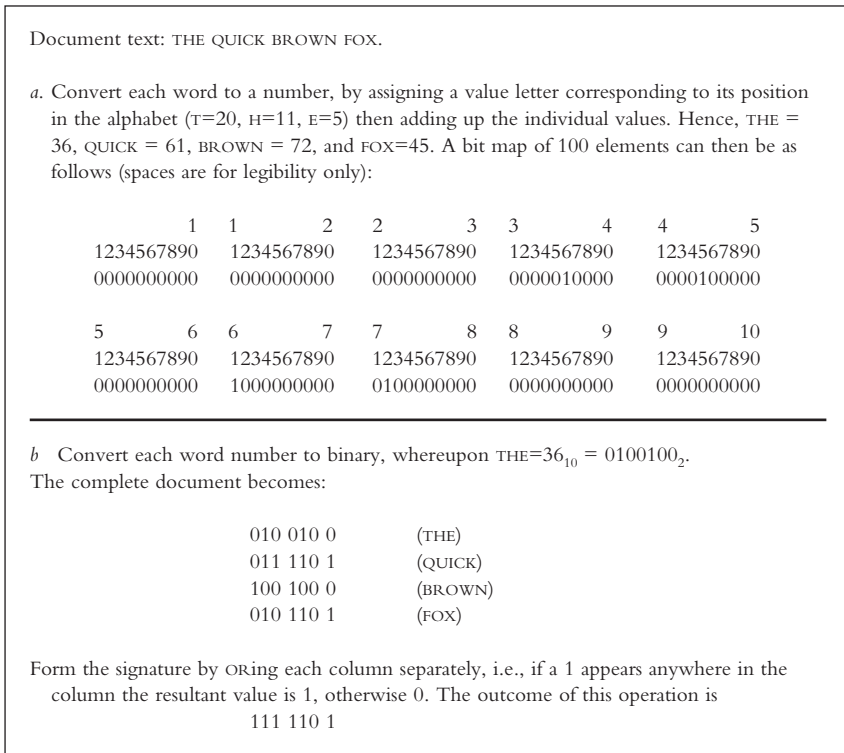 Document text: THE QUICK BROWN FOX.
a. Convert each word to a number, by assigning a value letter corresponding to its position
in the alphabet (T=20, H=11, E=5) then adding up the individual values. Hence, THE =
36, QUICK = 61, BROWN = 72, and FOX=45. A bit map of 100 elements can then be as
follows (spaces are for legibility only):
1 1 2 2 3 3 4 4 5
1234567890 1234567890 1234567890 1234567890 1234567890
0000000000 0000000000 0000000000 0000010000 0000100000
5 6 6 7 7 8 8 9 9 10
1234567890 1234567890 1234567890 1234567890 1234567890
0000000000 1000000000 0100000000 0000000000 0000000000
b Convert each word number to binary, whereupon THE=36₁₀ = 0100100₂.
The complete document becomes:
010 010 0 (THE)
011 110 1 (QUICK)
100 100 0 (BROWN)
010 110 1 (FOX)
Form the signature by ORing each column separately, i.e., if a 1 appears anywhere in the
column the resultant value is 1, otherwise 0. The outcome of this operation is
111 110 1